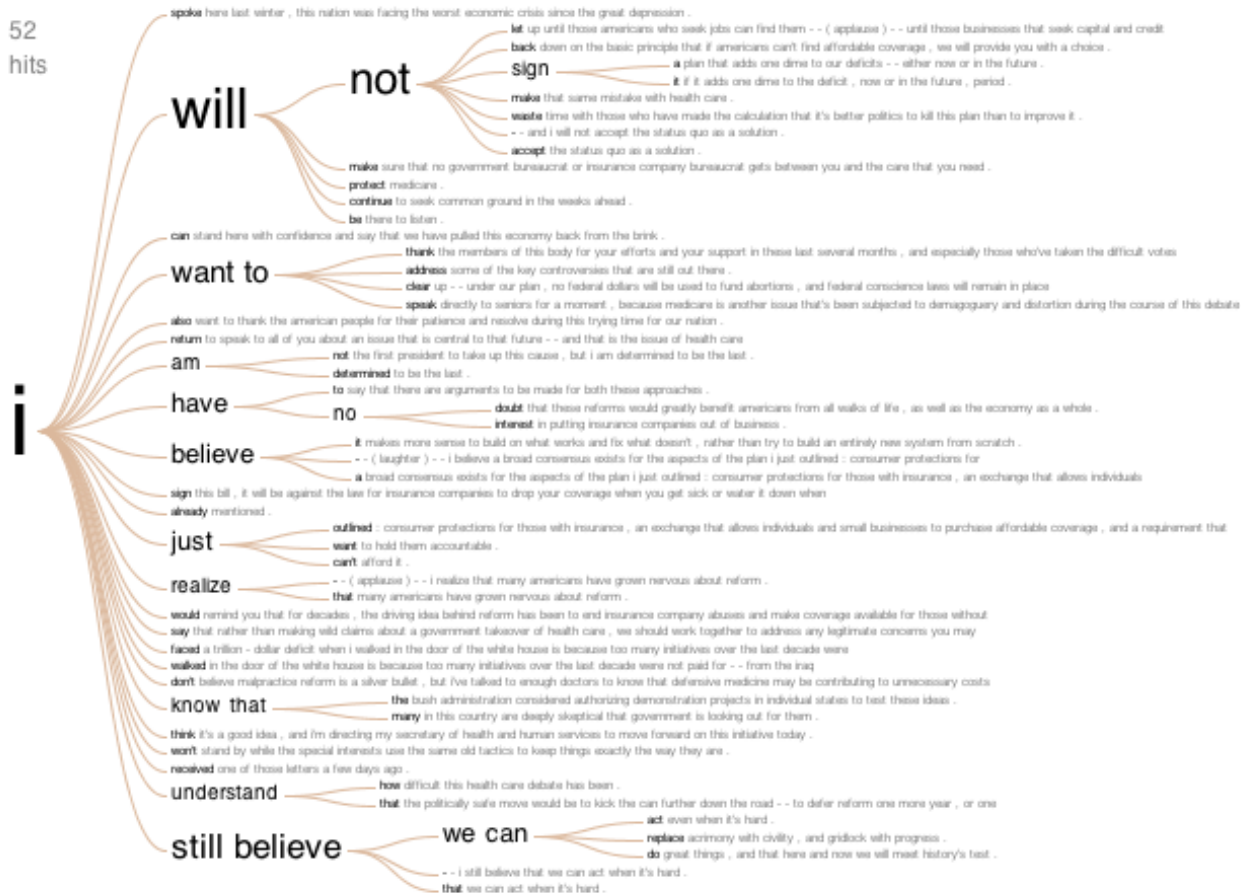 52
hits
spoke here last winter , this nation was facing the worst economic crisis since the great depression .
let up until those americans who seek jobs can find them - - ( applause ) - - until those businesses that seek capital and credit
back down on the basic principle that if americans can't find affordable coverage , we will provide you with a choice .
not
sign
a plan that adds one dime to our deficits - - either now or in the future .
it if it adds one dime to the deficit , now or in the future , period .
will
make that same mistake with health care .
waste time with those who have made the calculation that it's better politics to kill this plan than to improve it .
- - and i will not accept the status quo as a solution .
accept the status quo as a solution .
make sure that no government bureaucrat or insurance company bureaucrat gets between you and the care that you need .
protect medicare .
continue to seek common ground in the weeks ahead .
be there to listen .
can stand here with confidence and say that we have pulled this economy back from the brink .
want to
thank the members of this body for your efforts and your support in these last several months , and especially those who've taken the difficult votes
address some of the key controversies that are still out there .
clear up - - under our plan , no federal dollars will be used to fund abortions , and federal conscience laws will remain in place
speak directly to seniors for a moment , because medicare is another issue that's been subjected to demagoguery and distortion during the course of this debate
also want to thank the american people for their patience and resolve during this trying time for our nation .
return to speak to all of you about an issue that is central to that future - - and that is the issue of health care
am
not the first president to take up this cause , but i am determined to be the last .
determined to be the last .
i
have
to say that there are arguments to be made for both these approaches .
no
doubt that these reforms would greatly benefit americans from all walks of life , as well as the economy as a whole .
interest in putting insurance companies out of business .
believe
it makes more sense to build on what works and fix what doesn't , rather than try to build an entirely new system from scratch .
- - ( laughter ) - - i believe a broad consensus exists for the aspects of the plan i just outlined : consumer protections for
a broad consensus exists for the aspects of the plan i just outlined : consumer protections for those with insurance , an exchange that allows individuals
sign this bill , it will be against the law for insurance companies to drop your coverage when you get sick or water it down when
already mentioned .
just
outlined : consumer protections for those with insurance , an exchange that allows individuals and small businesses to purchase affordable coverage , and a requirement that
want to hold them accountable .
can't afford it .
realize
- - ( applause ) - - i realize that many americans have grown nervous about reform .
that many americans have grown nervous about reform .
would remind you that for decades , the driving idea behind reform has been to end insurance company abuses and make coverage available for those without
say that rather than making wild claims about a government takeover of health care , we should work together to address any legitimate concerns you may
faced a trillion - dollar deficit when i walked in the door of the white house is because too many initiatives over the last decade were
walked in the door of the white house is because too many initiatives over the last decade were not paid for - - from the iraq
don't believe malpractice reform is a silver bullet , but i've talked to enough doctors to know that defensive medicine may be contributing to unnecessary costs
know that
the bush administration considered authorizing demonstration projects in individual states to test these ideas .
many in this country are deeply skeptical that government is looking out for them .
think it's a good idea , and i'm directing my secretary of health and human services to move forward on this initiative today .
won't stand by while the special interests use the same old tactics to keep things exactly the way they are .
received one of those letters a few days ago .
understand
how difficult this health care debate has been .
that the politically safe move would be to kick the can further down the road - - to defer reform one more year , or one
still believe
we can
act even when it's hard .
replace acrimony with civility , and gridlock with progress .
do great things , and that here and now we will meet history's test .
- - i still believe that we can act when it's hard .
that we can act when it's hard .